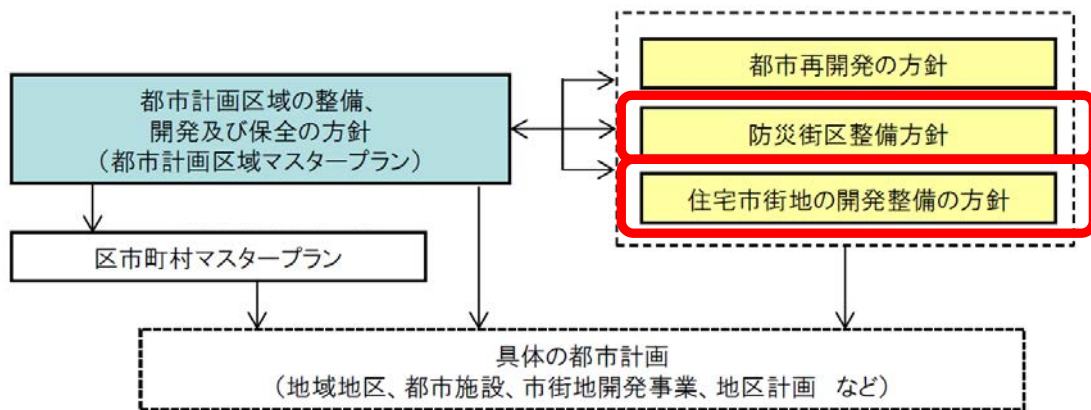 都市計画区域の整備、
開発及び保全の方針
（都市計画区域マスタープラン）
都市再開発の方針
防災街区整備方針
住宅市街地の開発整備の方針
区市町村マスタープラン
具体の都市計画
（地域地区、都市施設、市街地開発事業、地区計画　など）